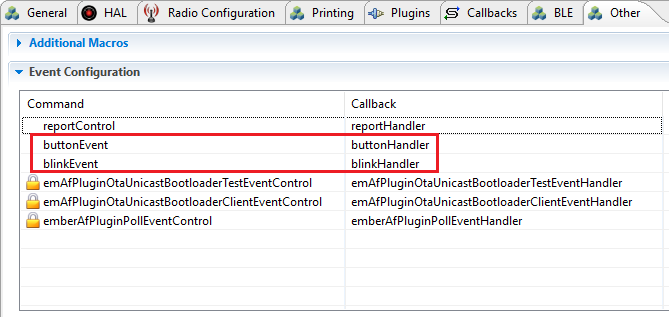 General HAL Radio Configuration Printing Plugins Callbacks BLE Other
Additional Macros
Event Configuration
Command Callback
reportControl reportHandler
buttonEvent buttonHandler
blinkEvent blinkHandler
emAfPluginOtaUnicastBootloaderTestEventControl emAfPluginOtaUnicastBootloaderTestEventHandler
emAfPluginOtaUnicastBootloaderClientEventControl emAfPluginOtaUnicastBootloaderClientEventHandler
emberAfPluginPollEventControl emberAfPluginPollEventHandler